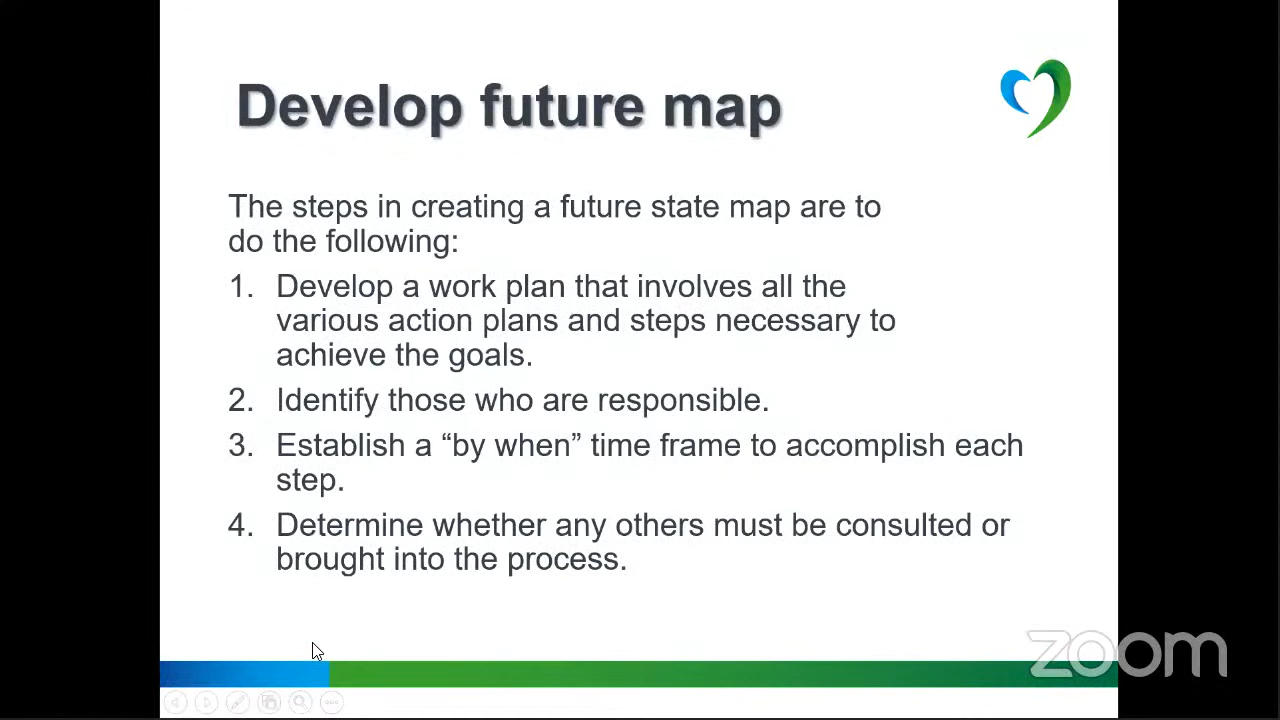 Develop future map
The steps in creating a future state map are to
do the following:
1. Develop a work plan that involves all the
various action plans and steps necessary to
achieve the goals.
2. Identify those who are responsible.
3. Establish a “by when” time frame to accomplish each
step.
4. Determine whether any others must be consulted or
brought into the process.
zoom